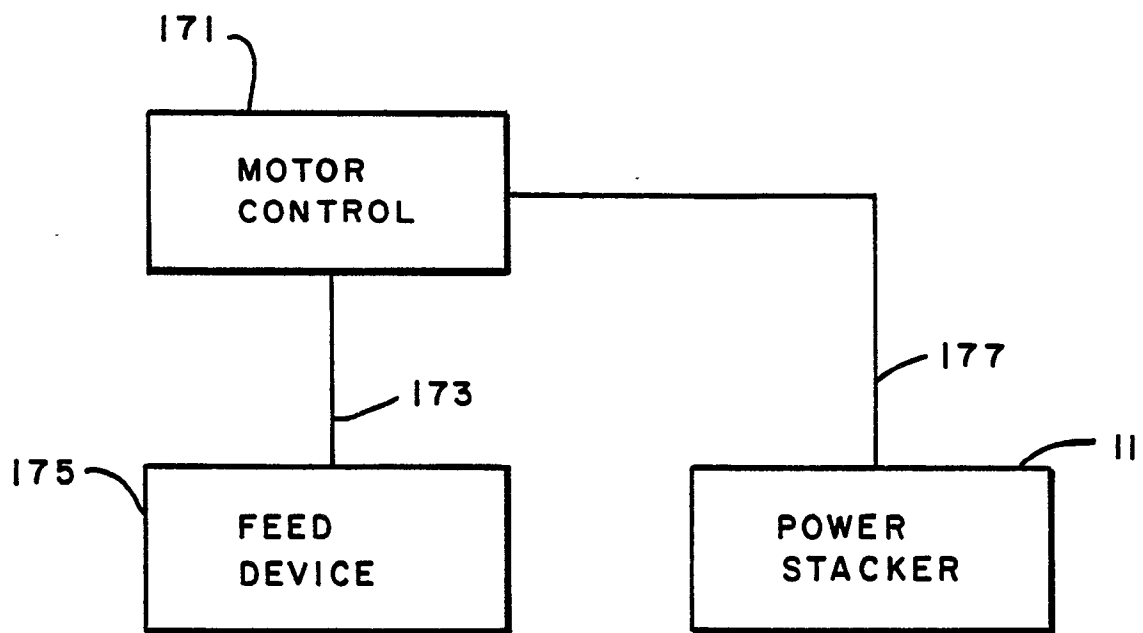 171
MOTOR
CONTROL
177
173
11
175
FEED
DEVICE
POWER
STACKER